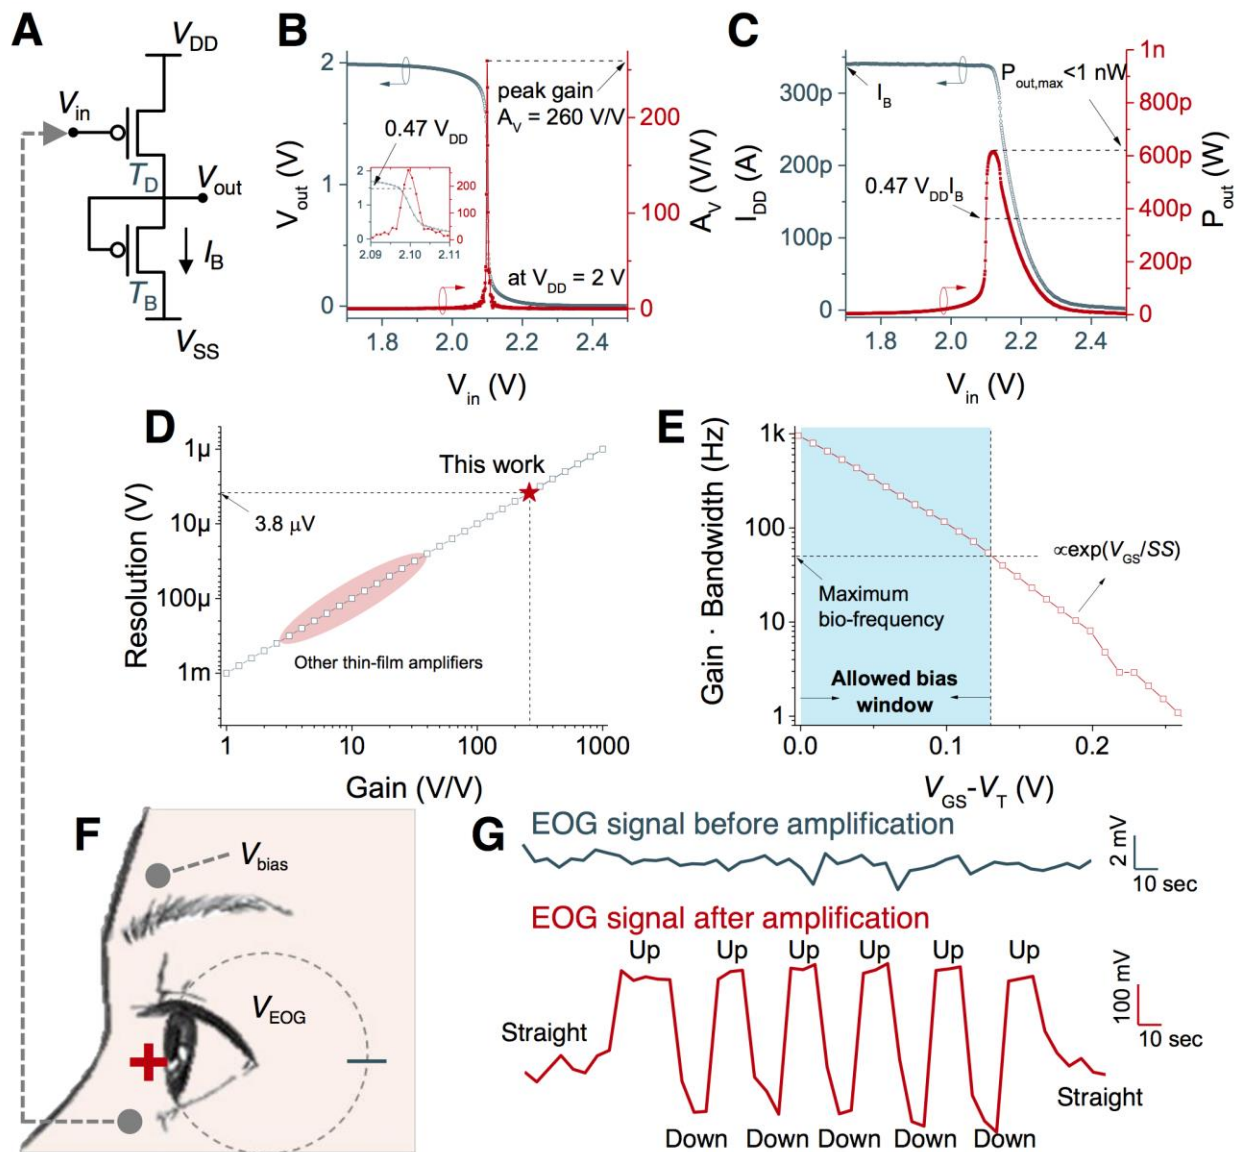 A
V_DD
V_in
T_D
V_out
I_B
T_B
V_SS
B
2
1
0
V_out (V)
peak gain
A_V = 260 V/V
0.47 V_DD
2
1
0
200
100
0
2.09 2.10 2.11
at V_DD = 2 V
200
100
0
A_V (V/V)
1.8 2.0 2.2 2.4
V_in (V)
C
300p
200p
100p
0
I_DD (A)
I_B
P_out,max <1 nW
0.47 V_DD I_B
1n
800p
600p
400p
200p
0
P_out (W)
1.8 2.0 2.2 2.4
V_in (V)
D
1μ
10μ
100μ
1m
Resolution (V)
This work
3.8 μV
Other thin-film amplifiers
1 10 100 1000
Gain (V/V)
E
1k
100
10
1
Gain · Bandwidth (Hz)
∝exp(V_GS/SS)
Maximum
bio-frequency
Allowed bias
window
0.0 0.1 0.2
V_GS-V_T (V)
F
V_bias
V_EOG
G
EOG signal before amplification
2 mV
10 sec
EOG signal after amplification
Up Up Up Up Up Up
100 mV
10 sec
Straight
Straight
Down Down Down Down Down